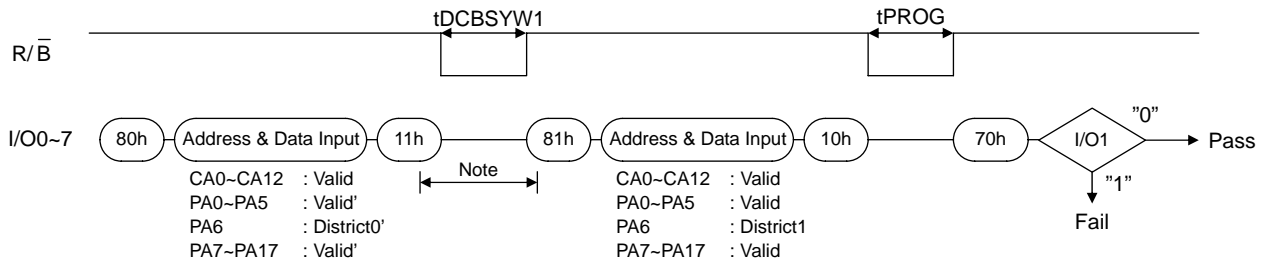 tDCBSYW1 tPROG
R/B̅
I/O0~7 80h Address & Data Input 11h 81h Address & Data Input 10h 70h I/O1 ”0” Pass
Note
”1”
Fail
CA0~CA12 : Valid
PA0~PA5 : Valid’
PA6 : District0’
PA7~PA17 : Valid’
CA0~CA12 : Valid
PA0~PA5 : Valid
PA6 : District1
PA7~PA17 : Valid